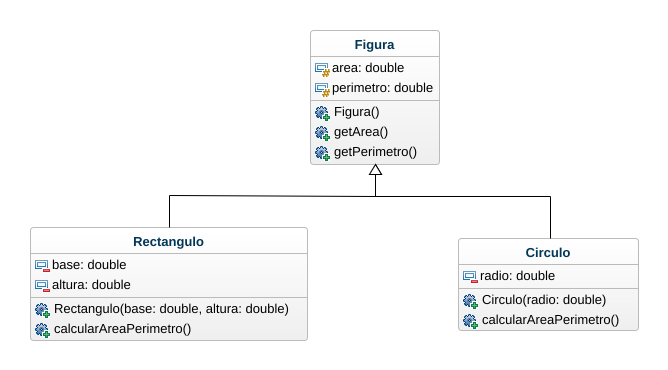 Figura
area: double
perimetro: double
Figura()
getArea()
getPerimetro()
Rectangulo
base: double
altura: double
Rectangulo(base: double, altura: double)
calcularAreaPerimetro()
Circulo
radio: double
Circulo(radio: double)
calcularAreaPerimetro()